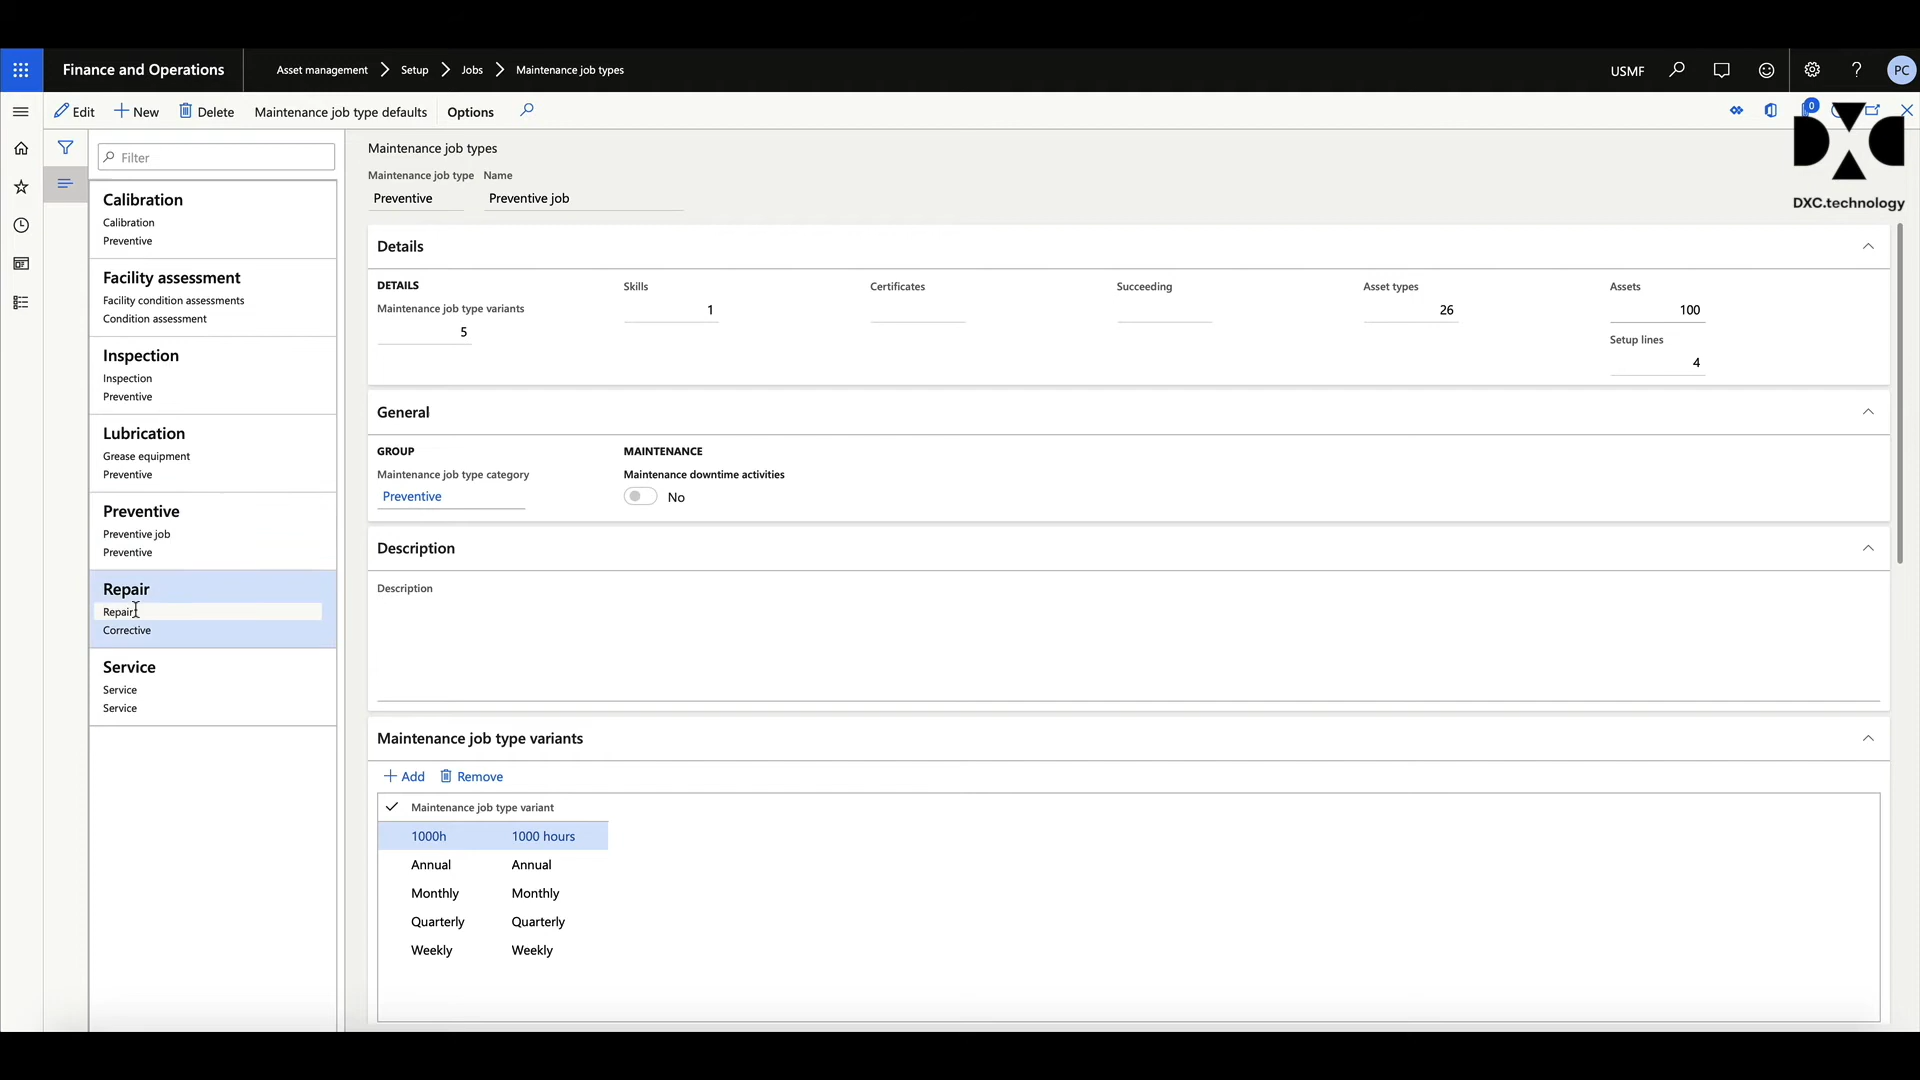 Finance and Operations
Asset management
Setup
Jobs
Maintenance job types
USMF
PC
Edit
New
Delete
Maintenance job type defaults
Options
0
DXC.technology
Filter
Calibration
Calibration
Preventive
Facility assessment
Facility condition assessments
Condition assessment
Inspection
Inspection
Preventive
Lubrication
Grease equipment
Preventive
Preventive
Preventive job
Preventive
Repair
Repair
Corrective
Service
Service
Service
Maintenance job types
Maintenance job type Name
Preventive Preventive job
Details
DETAILS
Maintenance job type variants
5
Skills
1
Certificates
Succeeding
Asset types
26
Assets
100
Setup lines
4
General
GROUP
Maintenance job type category
Preventive
MAINTENANCE
Maintenance downtime activities
No
Description
Description
Maintenance job type variants
Add
Remove
Maintenance job type variant
1000h 1000 hours
Annual Annual
Monthly Monthly
Quarterly Quarterly
Weekly Weekly